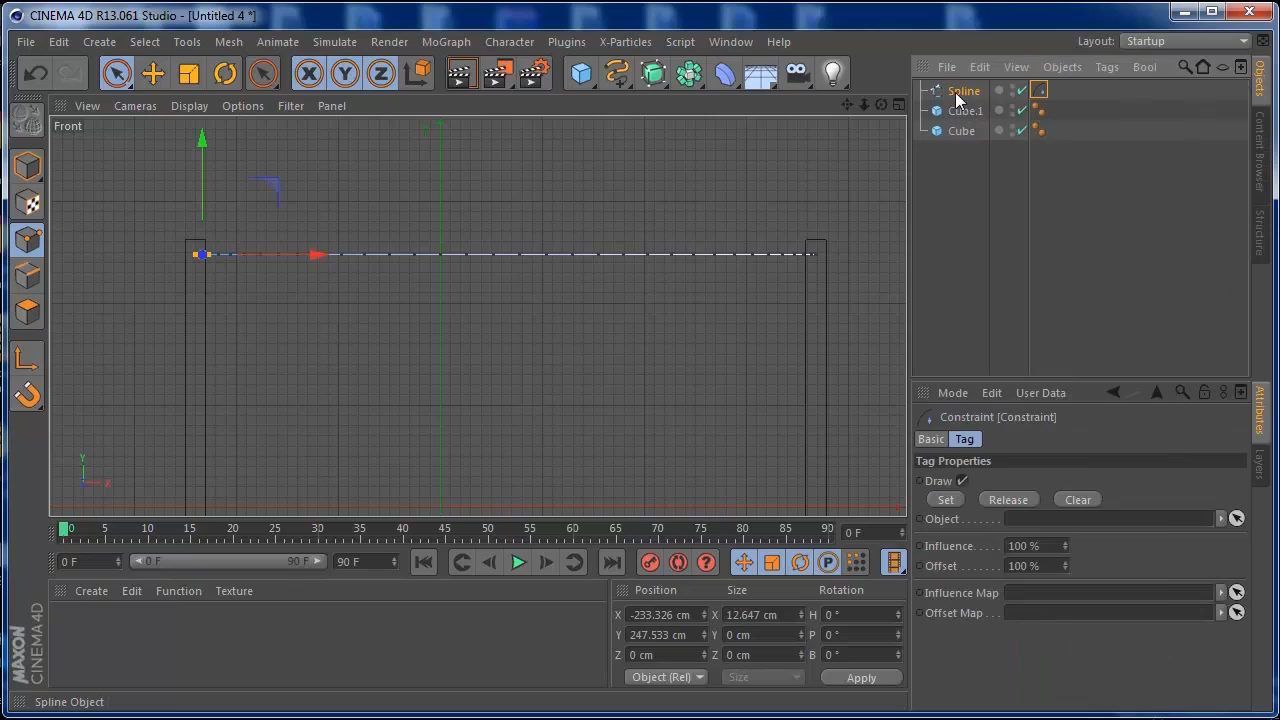 CINEMA 4D R13.061 Studio - [Untitled 4 *]
File Edit Create Select Tools Mesh Animate Simulate Render MoGraph Character Plugins X-Particles Script Window Help Layout: Startup
X Y Z
File Edit View Objects Tags Bool
View Cameras Display Options Filter Panel
Front
Spline
Cube.1
Cube
Y
X
Objects
Content Browser
Structure
Mode Edit User Data
Constraint [Constraint]
Basic Tag
Tag Properties
Draw
Set Release Clear
Object
Influence 100 %
Offset 100 %
Influence Map
Offset Map
Attributes
Layers
0 5 10 15 20 25 30 35 40 45 50 55 60 65 70 75 80 85 90 0 F
0 F 0 F 90 F 90 F P
Create Edit Function Texture
Position Size Rotation
X -233.326 cm X 12.647 cm H 0 °
Y 247.533 cm Y 0 cm P 0 °
Z 0 cm Z 0 cm B 0 °
Object (Rel) Size Apply
MAXON
CINEMA 4D
Spline Object